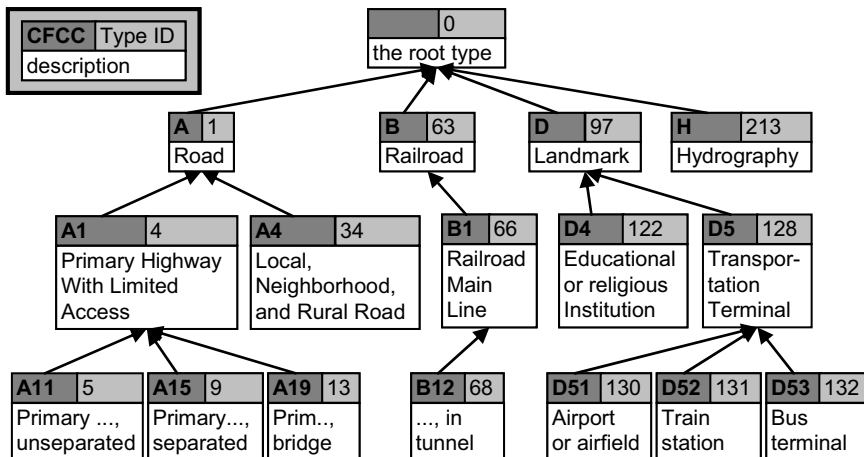 CFCC Type ID
description
0
the root type
A 1
Road
B 63
Railroad
D 97
Landmark
H 213
Hydrography
A1 4
Primary Highway
With Limited
Access
A4 34
Local,
Neighborhood,
and Rural Road
B1 66
Railroad
Main
Line
D4 122
Educational
or religious
Institution
D5 128
Transpor-
tation
Terminal
A11 5
Primary ...,
unseparated
A15 9
Primary...,
separated
A19 13
Prim..,
bridge
B12 68
..., in
tunnel
D51 130
Airport
or airfield
D52 131
Train
station
D53 132
Bus
terminal